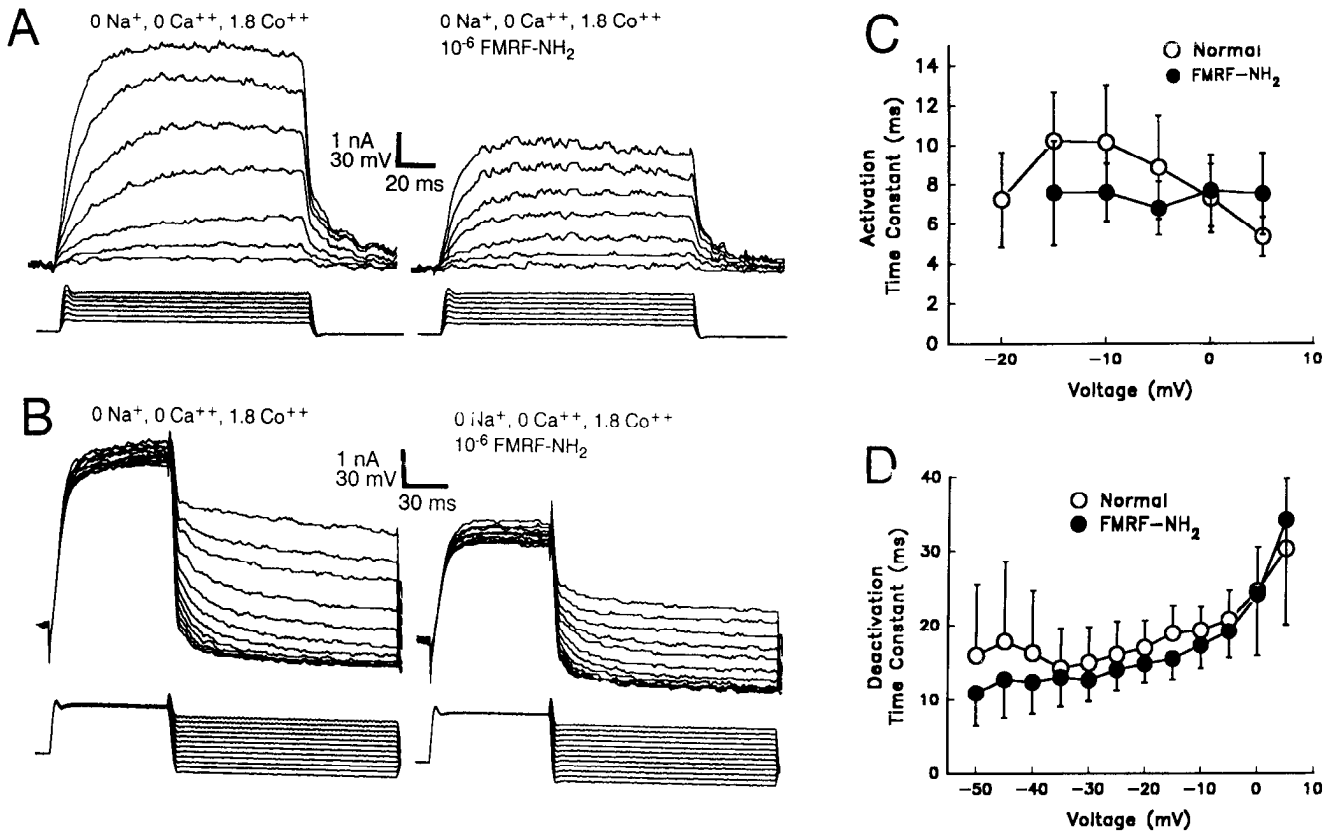 A
0 Na⁺, 0 Ca⁺⁺, 1.8 Co⁺⁺
0 Na⁺, 0 Ca⁺⁺, 1.8 Co⁺⁺
10⁻⁶ FMRF-NH₂
1 nA
30 mV
20 ms
B
0 Na⁺, 0 Ca⁺⁺, 1.8 Co⁺⁺
0 Na⁺, 0 Ca⁺⁺, 1.8 Co⁺⁺
10⁻⁶ FMRF-NH₂
1 nA
30 mV
30 ms
C
Normal
FMRF-NH₂
Activation
Time Constant (ms)
14
12
10
8
6
4
2
0
-20
-10
0
10
Voltage (mV)
D
Normal
FMRF-NH₂
Deactivation
Time Constant (ms)
40
30
20
10
0
-50
-40
-30
-20
-10
0
10
Voltage (mV)